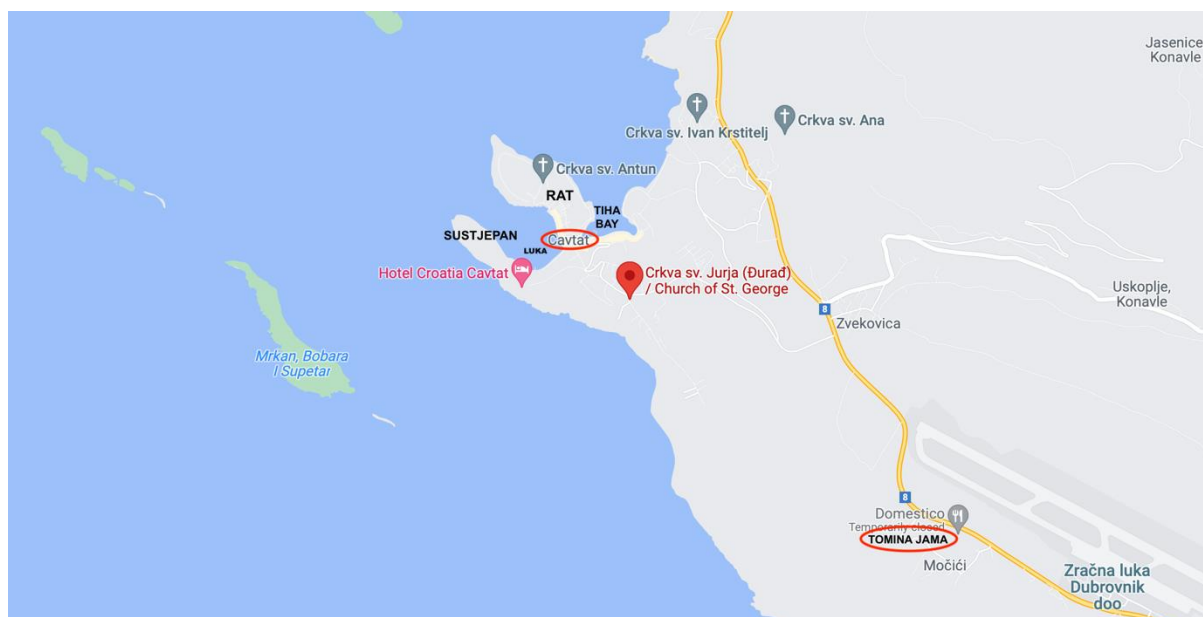 Jasenice
Konavle
Crkva sv. Ivan Krstitelj
Crkva sv. Ana
Crkva sv. Antun
RAT
TIHA
BAY
SUSTJEPAN
LUKA
Cavtat
Hotel Croatia Cavtat
Crkva sv. Jurja (Đurađ)
/ Church of St. George
Uskoplje,
Konavle
8
Zvekovica
Mrkan, Bobara
I Supetar
8
Domestico
Temporarily closed
TOMINA JAMA
Močići
Zračna luka
Dubrovnik
doo